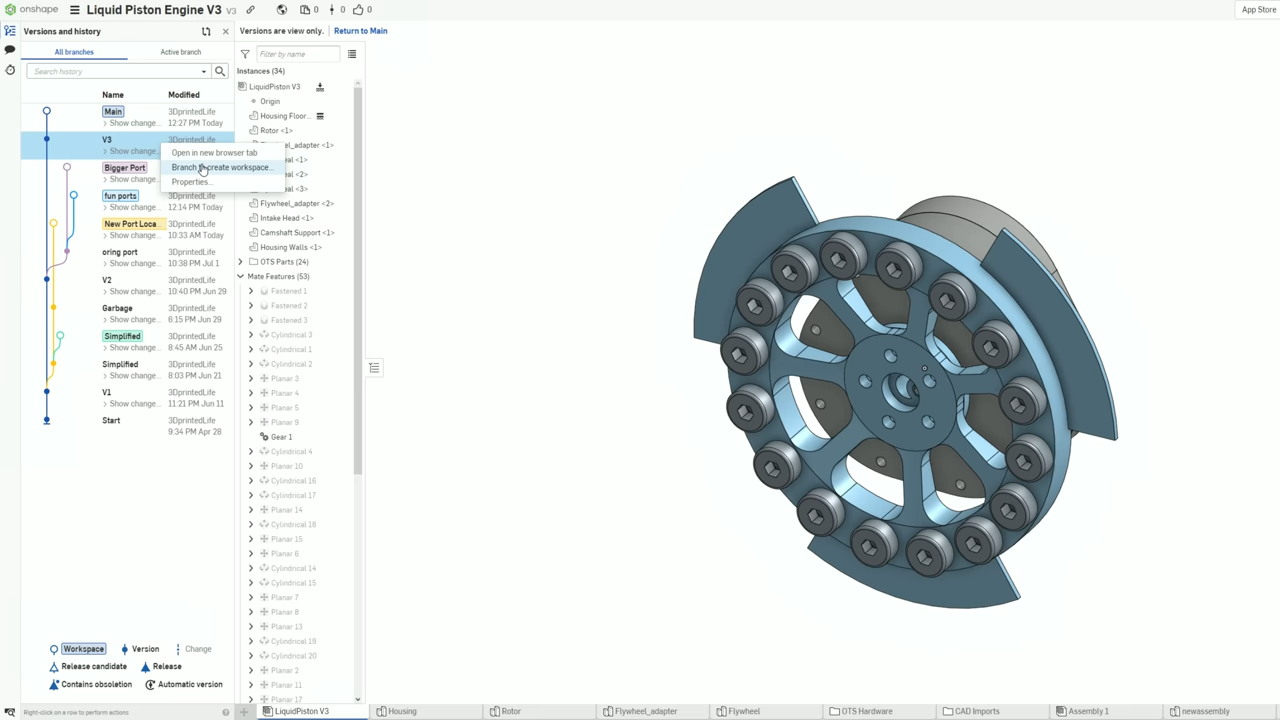 onshape
Liquid Piston Engine V3 V3
0 0 0
App Store
Versions and history
All branches Active branch
Search history
Name Modified
Main 3DprintedLife
Show change... 12:27 PM Today
V3 3DprintedLife
Show change...
Bigger Port
Show change...
fun ports 3DprintedLife
Show change... 12:14 PM Today
New Port Loca... 3DprintedLife
Show change... 10:33 AM Today
oring port 3DprintedLife
Show change... 10:38 PM Jul 1
V2 3DprintedLife
Show change... 10:40 PM Jun 29
Garbage 3DprintedLife
Show change... 6:15 PM Jun 29
Simplified 3DprintedLife
Show change... 8:45 AM Jun 25
Simplified 3DprintedLife
Show change... 8:03 PM Jun 21
V1 3DprintedLife
Show change... 11:21 PM Jun 11
Start 3DprintedLife
9:34 PM Apr 28
Open in new browser tab
Branch create workspace...
Properties...
Workspace Version Change
Release candidate Release
Contains obsoletion Automatic version
Right-click on a row to perform actions
Versions are view only. Return to Main
Filter by name
Instances (34)
LiquidPiston V3
Origin
Housing Floor...
Rotor <1>
Flywheel_adapter <2>
Intake Head <1>
Camshaft Support <1>
Housing Walls <1>
OTS Parts (24)
Mate Features (53)
Fastened 1
Fastened 2
Fastened 3
Cylindrical 3
Cylindrical 1
Cylindrical 2
Planar 3
Planar 4
Planar 5
Planar 9
Gear 1
Cylindrical 4
Planar 10
Cylindrical 16
Cylindrical 17
Planar 14
Cylindrical 18
Planar 15
Planar 6
Cylindrical 14
Cylindrical 15
Planar 7
Planar 8
Planar 13
Cylindrical 19
Cylindrical 20
Planar 2
Planar 11
Planar 17
LiquidPiston V3 Housing Rotor Flywheel_adapter Flywheel OTS Hardware CAD Imports Assembly 1 newassembly